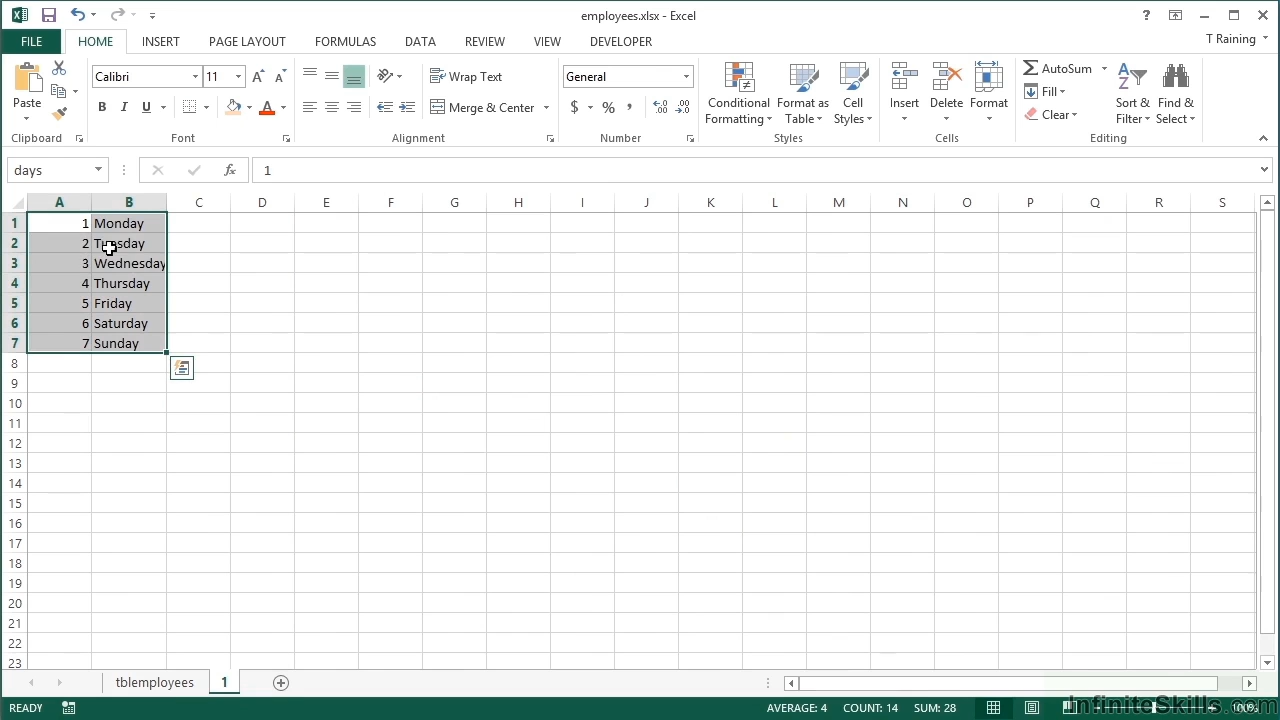 employees.xlsx - Excel
FILE HOME INSERT PAGE LAYOUT FORMULAS DATA REVIEW VIEW DEVELOPER T Raining
Paste
Calibri 11
B I U A
Wrap Text
Merge & Center
General
$ % ,
Conditional Formatting
Format as Table
Cell Styles
Insert Delete Format
AutoSum
Fill
Clear
Sort & Filter
Find & Select
Clipboard Font Alignment Number Styles Cells Editing
days fx 1
A B C D E F G H I J K L M N O P Q R S
1 1 Monday
2 2 Tuesday
3 3 Wednesday
4 4 Thursday
5 5 Friday
6 6 Saturday
7 7 Sunday
8
9
10
11
12
13
14
15
16
17
18
19
20
21
22
23
tblemployees 1
READY AVERAGE: 4 COUNT: 14 SUM: 28 100%
InfiniteSkills.com